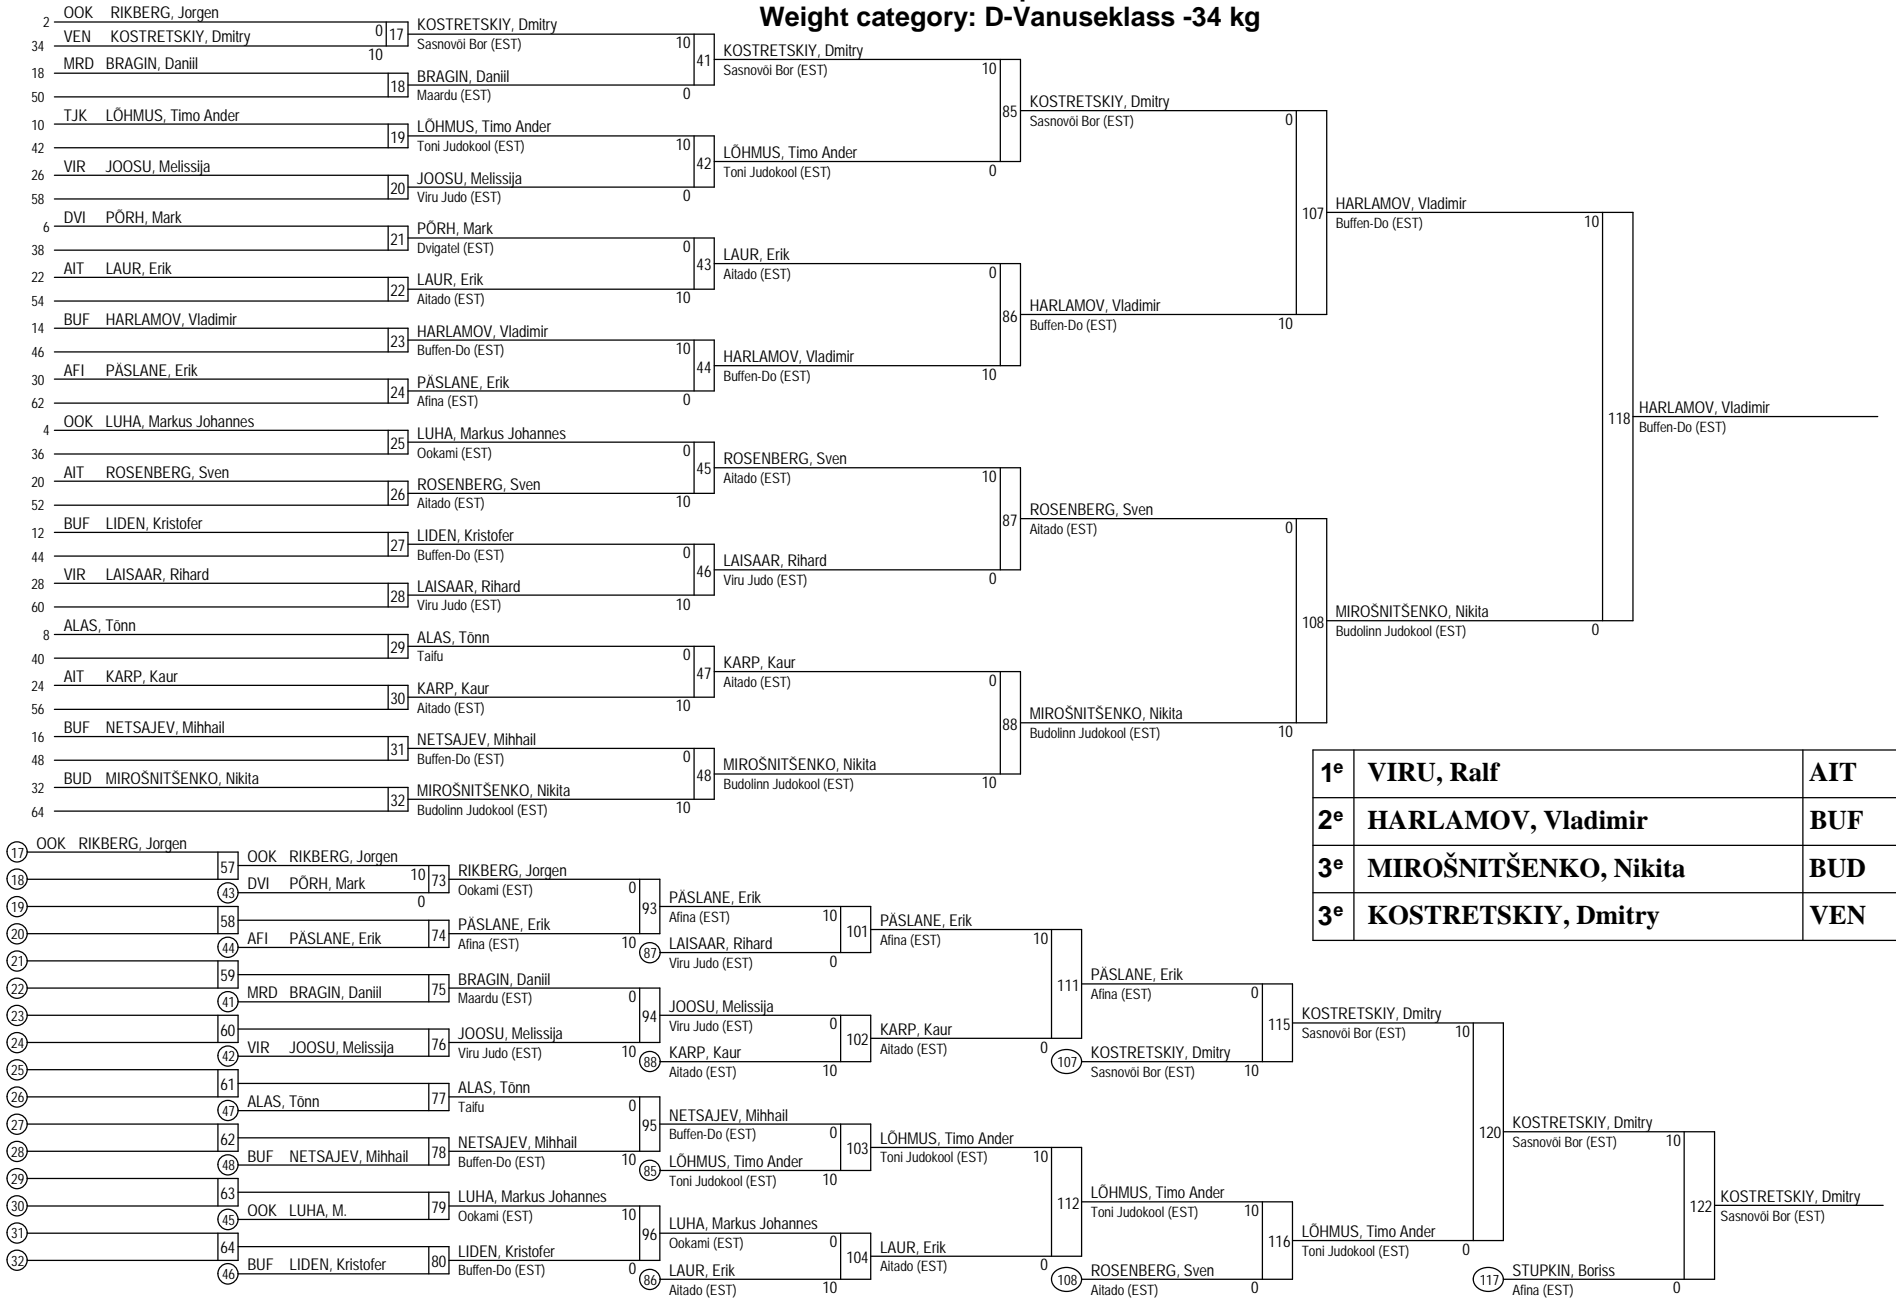 Weight category: D-Vanuseklass -34 kg
2 OOK RIKBERG, Jorgen 0
34 VEN KOSTRETSKIY, Dmitry 10
17 KOSTRETSKIY, Dmitry 10
Sasnovõi Bor (EST)
18 MRD BRAGIN, Daniil
50
18 BRAGIN, Daniil 0
Maardu (EST)
41 KOSTRETSKIY, Dmitry 10
Sasnovõi Bor (EST)
10 TJK LÕHMUS, Timo Ander
42
19 LÕHMUS, Timo Ander 10
Toni Judokool (EST)
26 VIR JOOSU, Melissija
58
20 JOOSU, Melissija 0
Viru Judo (EST)
42 LÕHMUS, Timo Ander 0
Toni Judokool (EST)
85 KOSTRETSKIY, Dmitry 0
Sasnovõi Bor (EST)
6 DVI PÕRH, Mark
38
21 PÕRH, Mark 0
Dvigatel (EST)
22 AIT LAUR, Erik
54
22 LAUR, Erik 10
Aitado (EST)
43 LAUR, Erik 0
Aitado (EST)
14 BUF HARLAMOV, Vladimir
46
23 HARLAMOV, Vladimir 10
Buffen-Do (EST)
30 AFI PÄSLANE, Erik
62
24 PÄSLANE, Erik 0
Afina (EST)
44 HARLAMOV, Vladimir 10
Buffen-Do (EST)
86 HARLAMOV, Vladimir 10
Buffen-Do (EST)
107 HARLAMOV, Vladimir 10
Buffen-Do (EST)
4 OOK LUHA, Markus Johannes
36
25 LUHA, Markus Johannes 0
Ookami (EST)
20 AIT ROSENBERG, Sven
52
26 ROSENBERG, Sven 10
Aitado (EST)
45 ROSENBERG, Sven 10
Aitado (EST)
12 BUF LIDEN, Kristofer
44
27 LIDEN, Kristofer 0
Buffen-Do (EST)
28 VIR LAISAAR, Rihard
60
28 LAISAAR, Rihard 10
Viru Judo (EST)
46 LAISAAR, Rihard 0
Viru Judo (EST)
87 ROSENBERG, Sven 0
Aitado (EST)
8 ALAS, Tõnn
40
29 ALAS, Tõnn 0
Taifu
24 AIT KARP, Kaur
56
30 KARP, Kaur 10
Aitado (EST)
47 KARP, Kaur 0
Aitado (EST)
16 BUF NETSAJEV, Mihhail
48
31 NETSAJEV, Mihhail 0
Buffen-Do (EST)
32 BUD MIROŠNITŠENKO, Nikita
64
32 MIROŠNITŠENKO, Nikita 10
Budolinn Judokool (EST)
48 MIROŠNITŠENKO, Nikita 10
Budolinn Judokool (EST)
88 MIROŠNITŠENKO, Nikita 10
Budolinn Judokool (EST)
108 MIROŠNITŠENKO, Nikita 0
Budolinn Judokool (EST)
118 HARLAMOV, Vladimir
Buffen-Do (EST)
1e VIRU, Ralf AIT
2e HARLAMOV, Vladimir BUF
3e MIROŠNITŠENKO, Nikita BUD
3e KOSTRETSKIY, Dmitry VEN
17 OOK RIKBERG, Jorgen
18
57 OOK RIKBERG, Jorgen 10
43 DVI PÕRH, Mark 0
73 RIKBERG, Jorgen 0
Ookami (EST)
19
20
58
44 AFI PÄSLANE, Erik
74 PÄSLANE, Erik 10
Afina (EST)
93 PÄSLANE, Erik 10
Afina (EST)
87 LAISAAR, Rihard 0
Viru Judo (EST)
101 PÄSLANE, Erik 10
Afina (EST)
21
22
59
41 MRD BRAGIN, Daniil
75 BRAGIN, Daniil 0
Maardu (EST)
23
24
60
42 VIR JOOSU, Melissija
76 JOOSU, Melissija 10
Viru Judo (EST)
94 JOOSU, Melissija 0
Viru Judo (EST)
88 KARP, Kaur 10
Aitado (EST)
102 KARP, Kaur 0
Aitado (EST)
111 PÄSLANE, Erik 0
Afina (EST)
107 KOSTRETSKIY, Dmitry 10
Sasnovõi Bor (EST)
115 KOSTRETSKIY, Dmitry 10
Sasnovõi Bor (EST)
25
26
61
47 ALAS, Tõnn
77 ALAS, Tõnn 0
Taifu
27
28
62
48 BUF NETSAJEV, Mihhail
78 NETSAJEV, Mihhail 10
Buffen-Do (EST)
95 NETSAJEV, Mihhail 0
Buffen-Do (EST)
85 LÕHMUS, Timo Ander 10
Toni Judokool (EST)
103 LÕHMUS, Timo Ander 10
Toni Judokool (EST)
29
30
63
45 OOK LUHA, M.
79 LUHA, Markus Johannes 10
Ookami (EST)
31
32
64
46 BUF LIDEN, Kristofer
80 LIDEN, Kristofer 0
Buffen-Do (EST)
96 LUHA, Markus Johannes 0
Ookami (EST)
86 LAUR, Erik 10
Aitado (EST)
104 LAUR, Erik 0
Aitado (EST)
112 LÕHMUS, Timo Ander 10
Toni Judokool (EST)
108 ROSENBERG, Sven 0
Aitado (EST)
116 LÕHMUS, Timo Ander 0
Toni Judokool (EST)
120 KOSTRETSKIY, Dmitry 10
Sasnovõi Bor (EST)
117 STUPKIN, Boriss 0
Afina (EST)
122 KOSTRETSKIY, Dmitry
Sasnovõi Bor (EST)